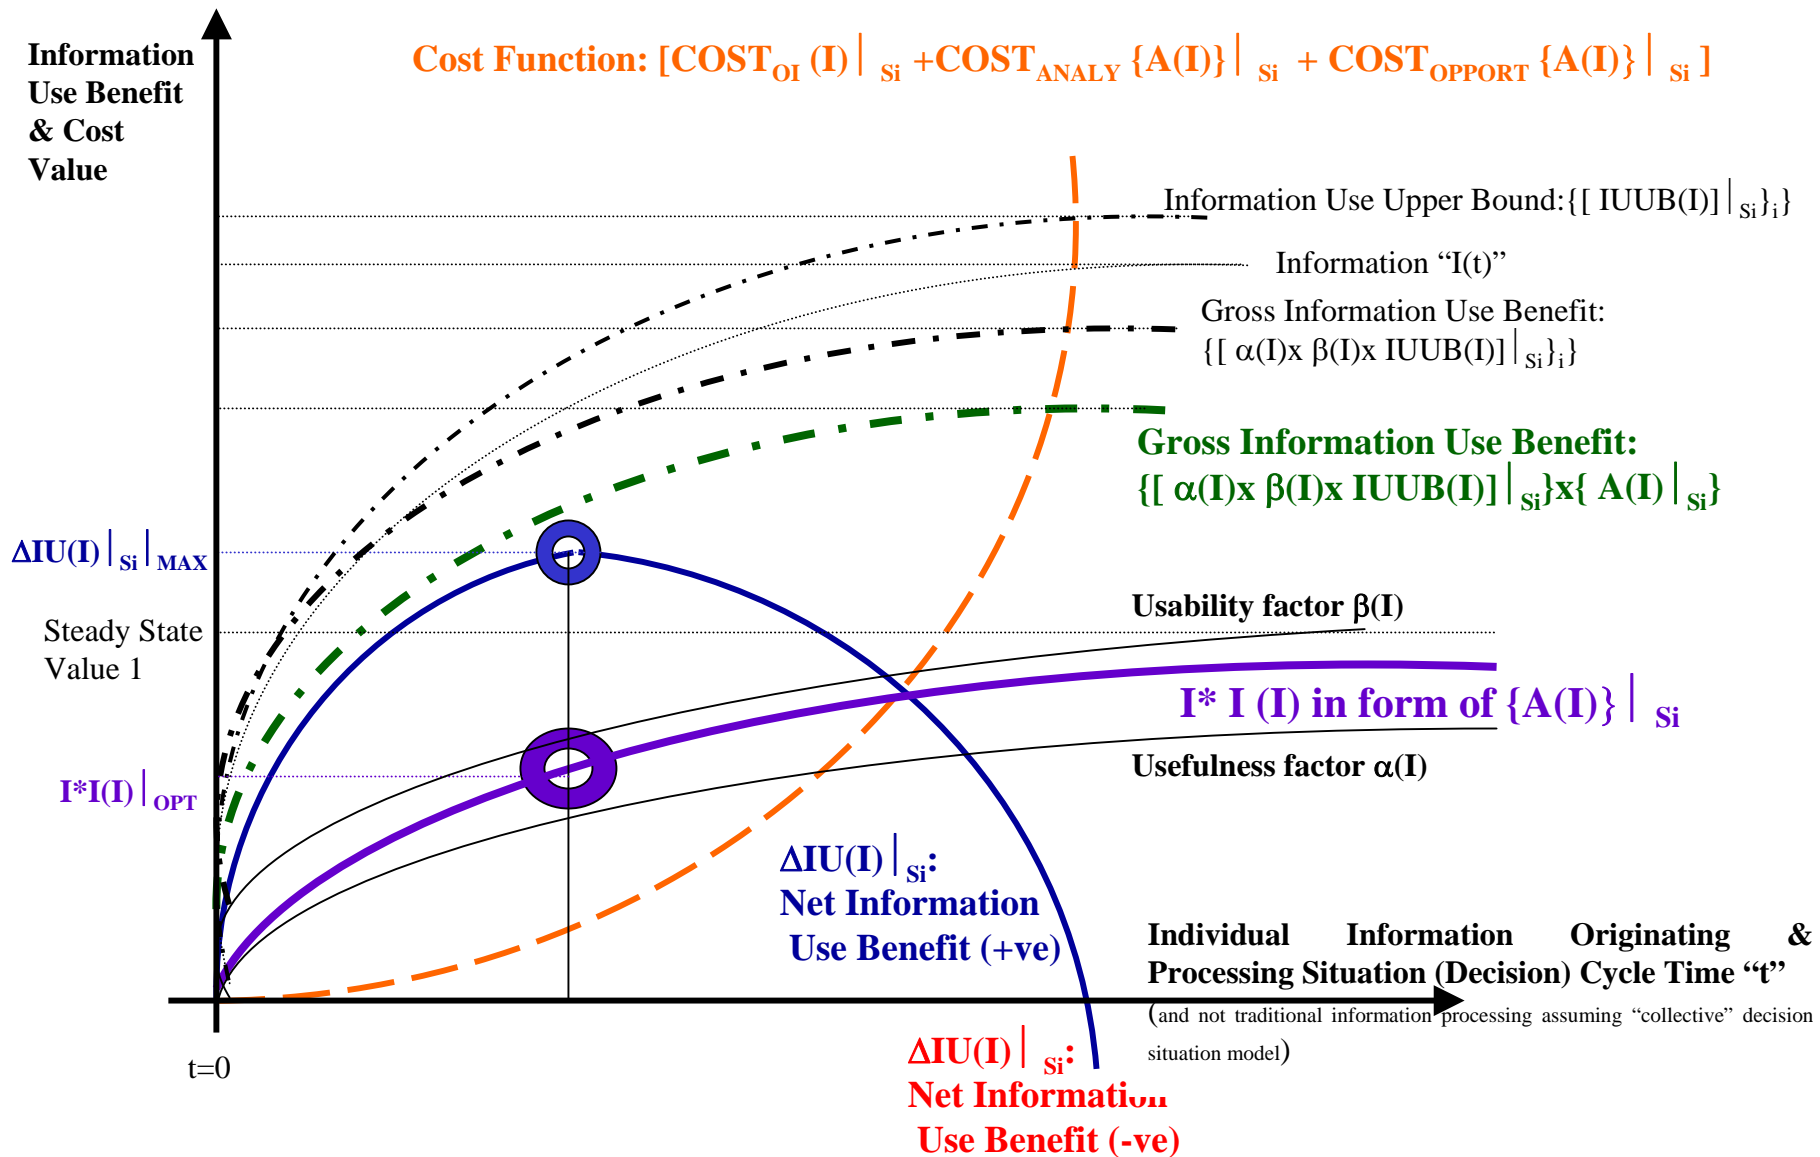 Information
Use Benefit
& Cost
Value
Cost Function: [COST_OI (I)│ Si +COST_ANALY {A(I)}│ Si + COST_OPPORT {A(I)}│ Si ]
Information Use Upper Bound:{[ IUUB(I)]│Si}i}
Information “I(t)”
Gross Information Use Benefit:
{[ α(I)x β(I)x IUUB(I)]│Si}i}
Gross Information Use Benefit:
{[ α(I)x β(I)x IUUB(I)]│Si}x{ A(I)│Si}
ΔIU(I)│Si│MAX
Steady State
Value 1
Usability factor β(I)
I* I (I) in form of {A(I)}│ Si
Usefulness factor α(I)
I*I(I)│OPT
ΔIU(I)│Si:
Net Information
Use Benefit (+ve)
Individual Information Originating &
Processing Situation (Decision) Cycle Time “t”
(and not traditional information processing assuming “collective” decision
situation model)
t=0
ΔIU(I)│ Si:
Net Information
Use Benefit (-ve)